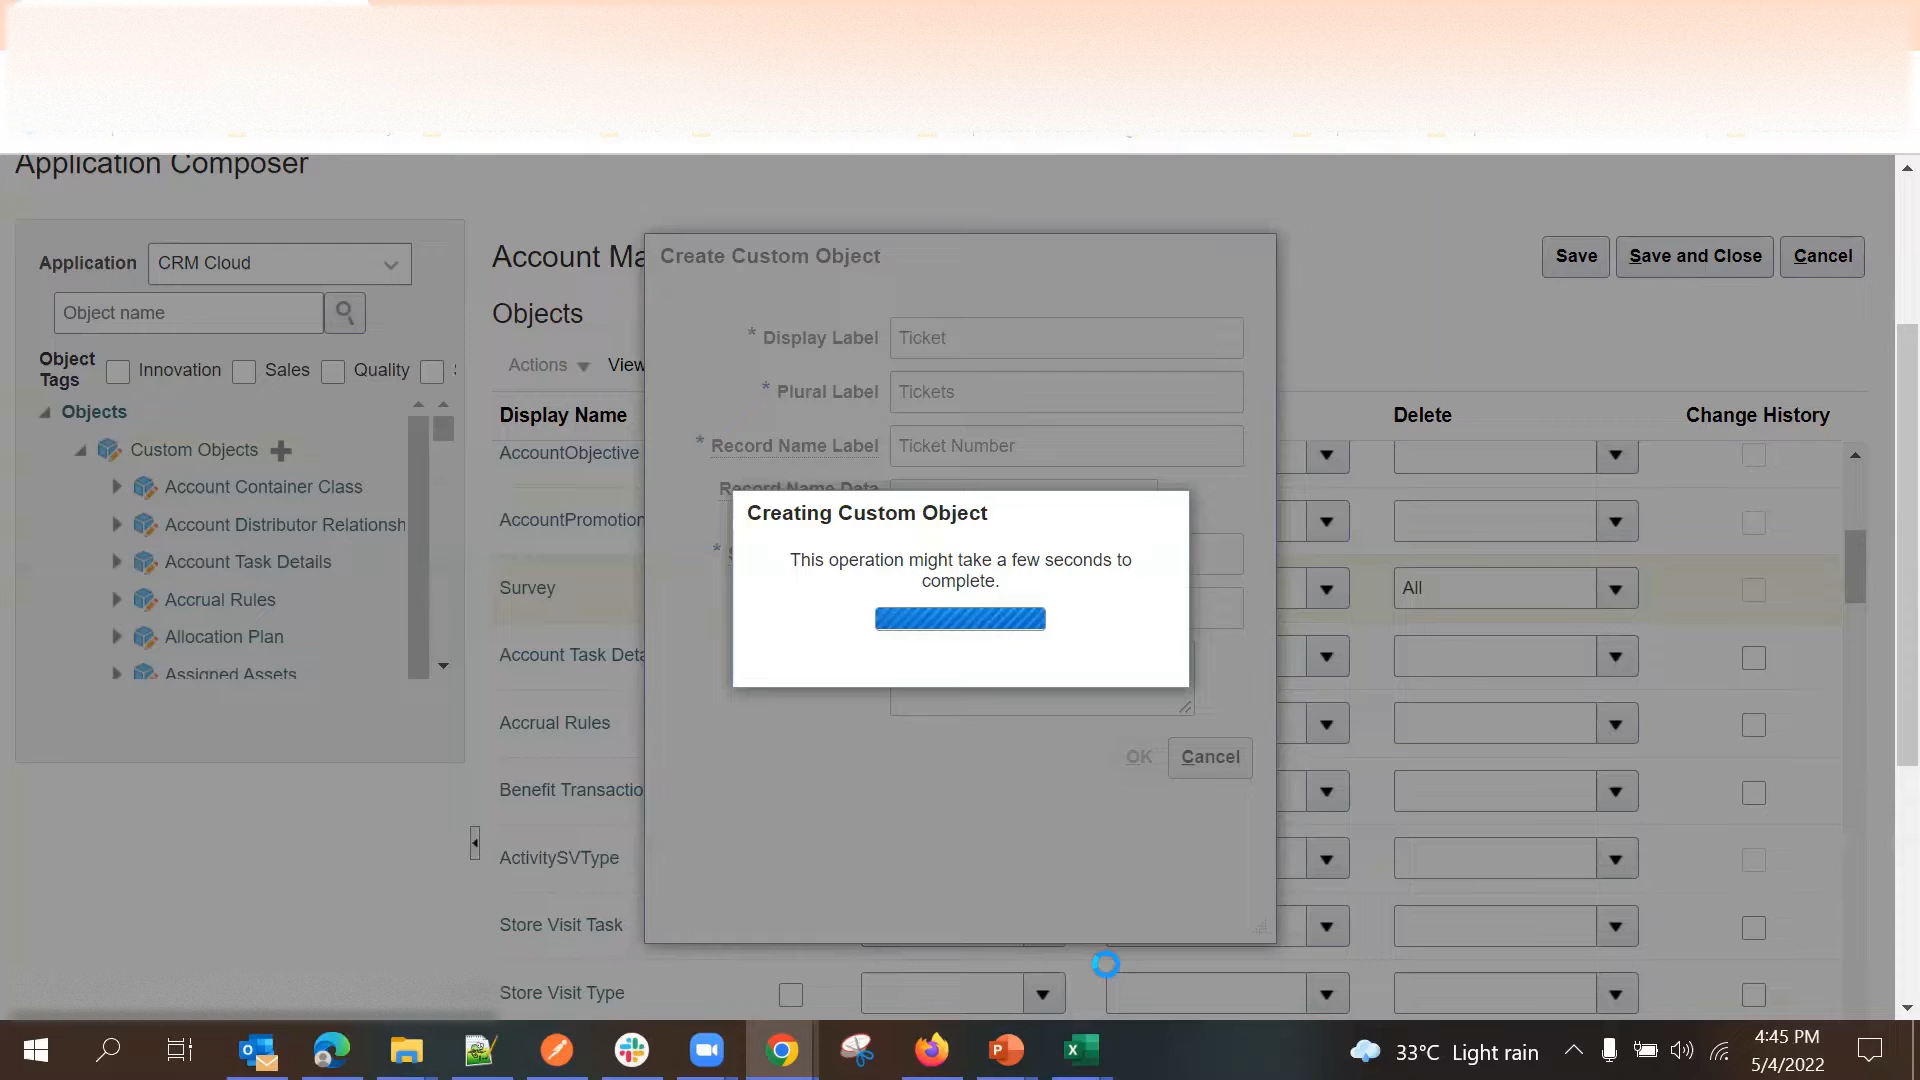 Application Composer
Application
CRM Cloud
Object name
Object
Tags
Innovation
Sales
Quality
Objects
Custom Objects
Account Container Class
Account Distributor Relationsh
Account Task Details
Accrual Rules
Allocation Plan
Assigned Assets
Account Ma
Save
Save and Close
Cancel
Objects
Actions
View
Display Name
Delete
Change History
AccountObjective
AccountPromotion
Survey
All
Account Task Deta
Accrual Rules
Benefit Transactio
ActivitySVType
Store Visit Task
Store Visit Type
Create Custom Object
* Display Label
Ticket
* Plural Label
Tickets
* Record Name Label
Ticket Number
Record Name Data
*
Creating Custom Object
This operation might take a few seconds to
complete.
OK
Cancel
33°C Light rain
4:45 PM
5/4/2022